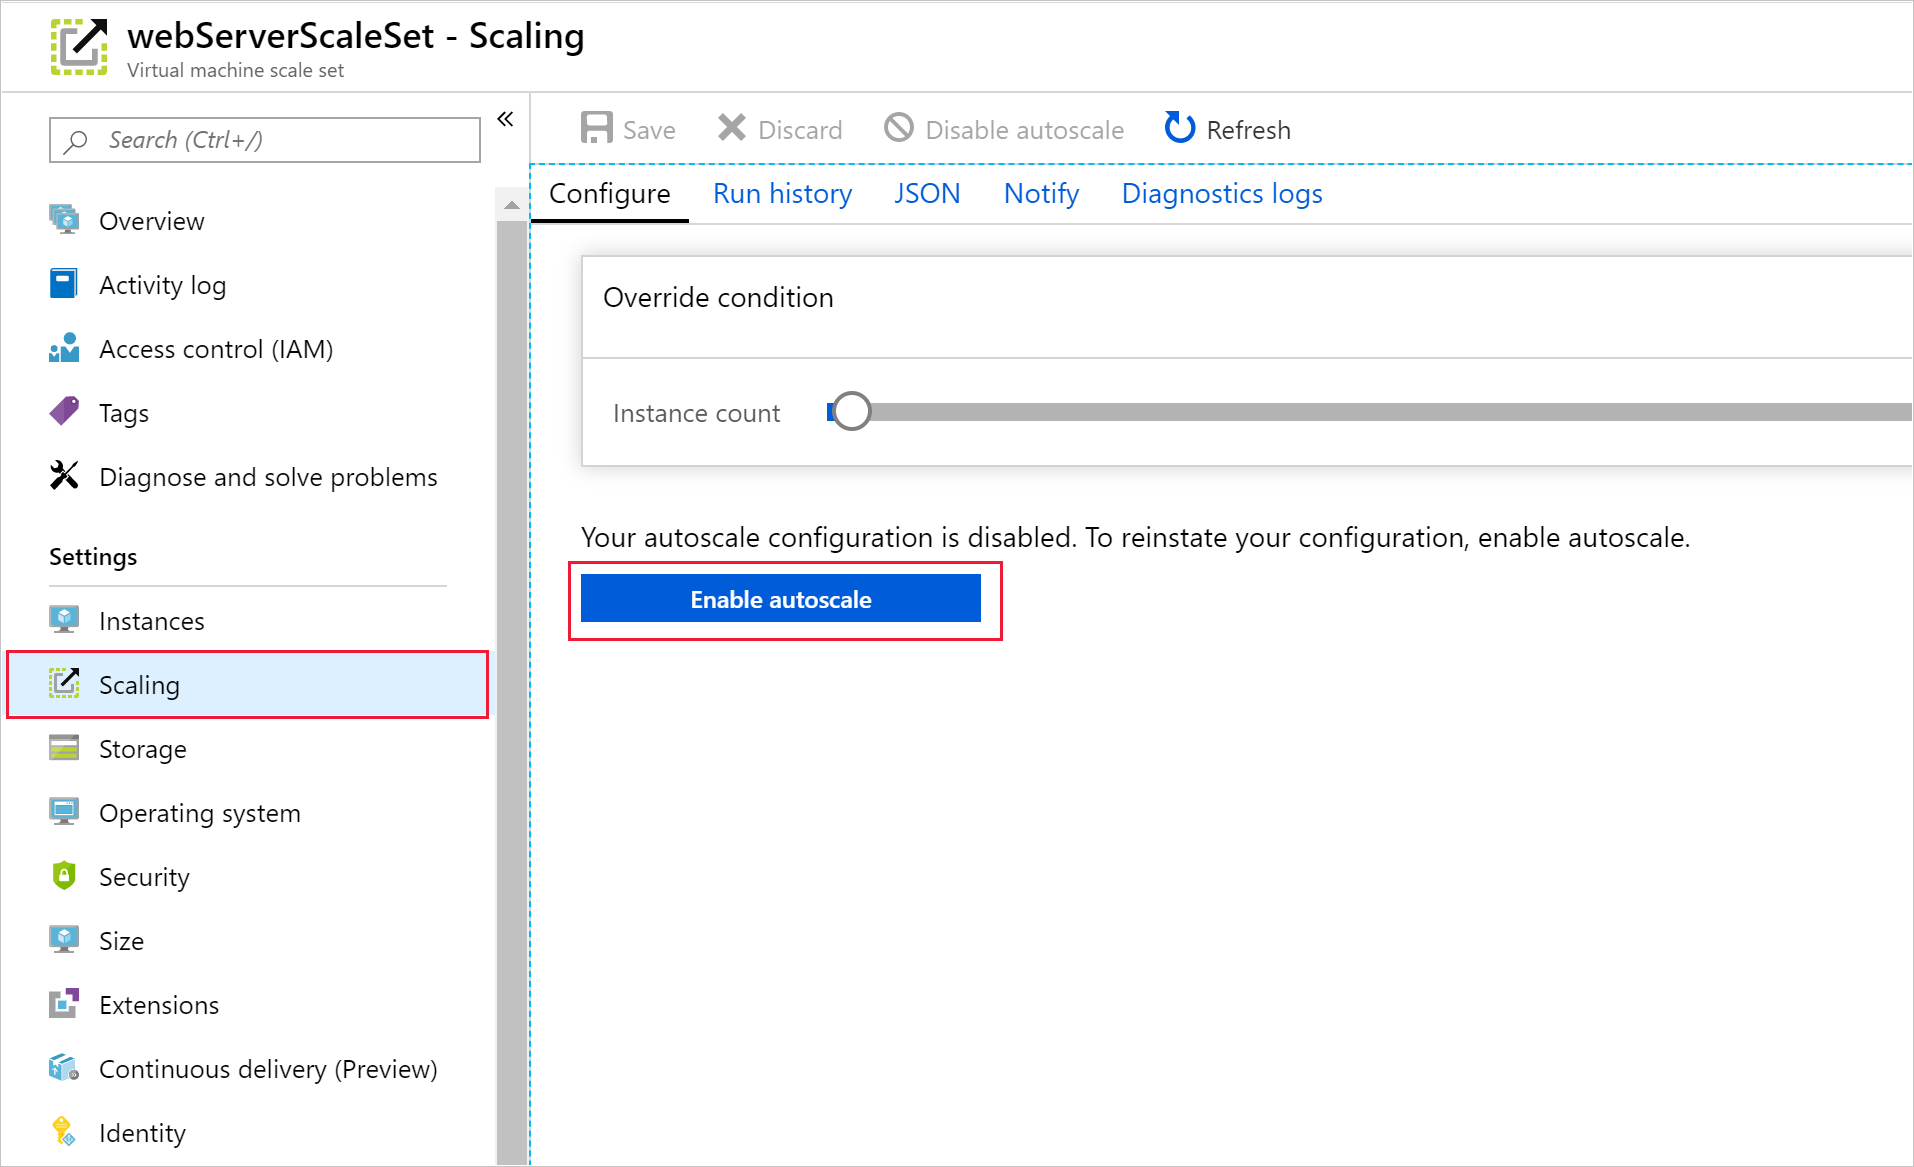 webServerScaleSet - Scaling
Virtual machine scale set
Search (Ctrl+/)
«
Save
Discard
Disable autoscale
Refresh
Overview
Activity log
Access control (IAM)
Tags
Diagnose and solve problems
Settings
Instances
Scaling
Storage
Operating system
Security
Size
Extensions
Continuous delivery (Preview)
Identity
Configure
Run history
JSON
Notify
Diagnostics logs
Override condition
Instance count
Your autoscale configuration is disabled. To reinstate your configuration, enable autoscale.
Enable autoscale